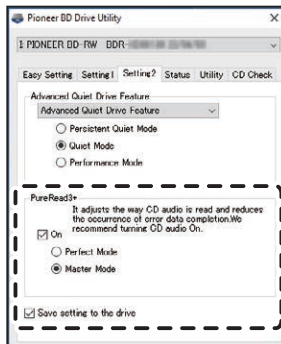 Pioneer BD Drive Utility
1 PIONEER BD-RW BDR-
Easy Setting Setting1 Setting2 Status Utility CD Check
Advanced Quiet Drive Feature
Advanced Quiet Drive Feature
Persistent Quiet Mode
Quiet Mode
Performance Mode
PureRead3+
It adjusts the way CD audio is read and reduces
the occurrence of error data completion.We
recommend turning CD audio On.
On
Perfect Mode
Master Mode
Save setting to the drive